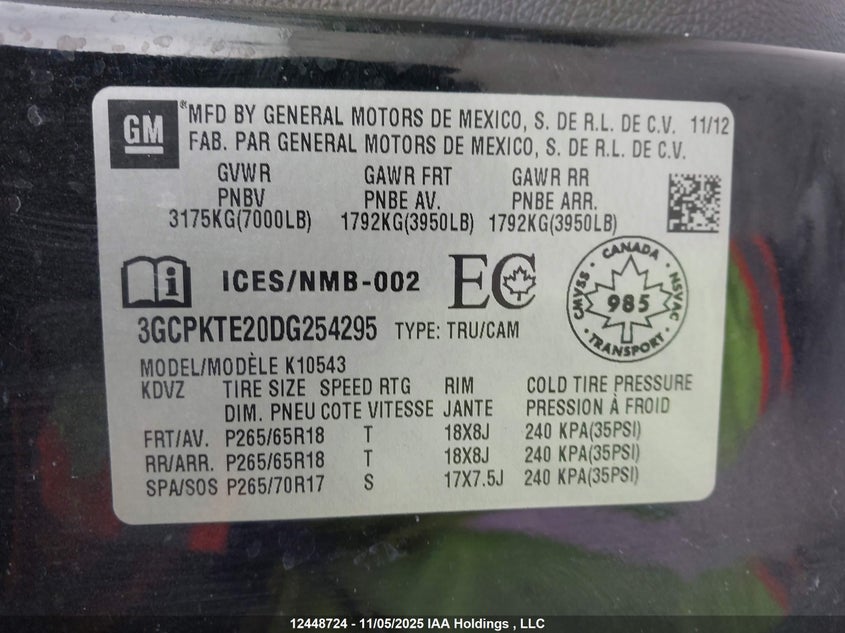 GM
®MFD BY GENERAL MOTORS DE MEXICO, S. DE R.L. DE C.V. 11/12
FAB. PAR GENERAL MOTORS DE MEXICO, S. DE R.L. DE C.V.
GVWR GAWR FRT GAWR RR
PNBV PNBE AV. PNBE ARR.
3175KG(7000LB) 1792KG(3950LB) 1792KG(3950LB)
i ICES/NMB-002 EC
CANADA
CMVSS 985 NSVAC
TRANSPORT
3GCPKTE20DG254295 TYPE: TRU/CAM
MODEL/MODÈLE K10543
KDVZ TIRE SIZE SPEED RTG RIM COLD TIRE PRESSURE
DIM. PNEU COTE VITESSE JANTE PRESSION À FROID
FRT/AV. P265/65R18 T 18X8J 240 KPA(35PSI)
RR/ARR. P265/65R18 T 18X8J 240 KPA(35PSI)
SPA/SOS P265/70R17 S 17X7.5J 240 KPA(35PSI)
12448724 - 11/05/2025 IAA Holdings , LLC